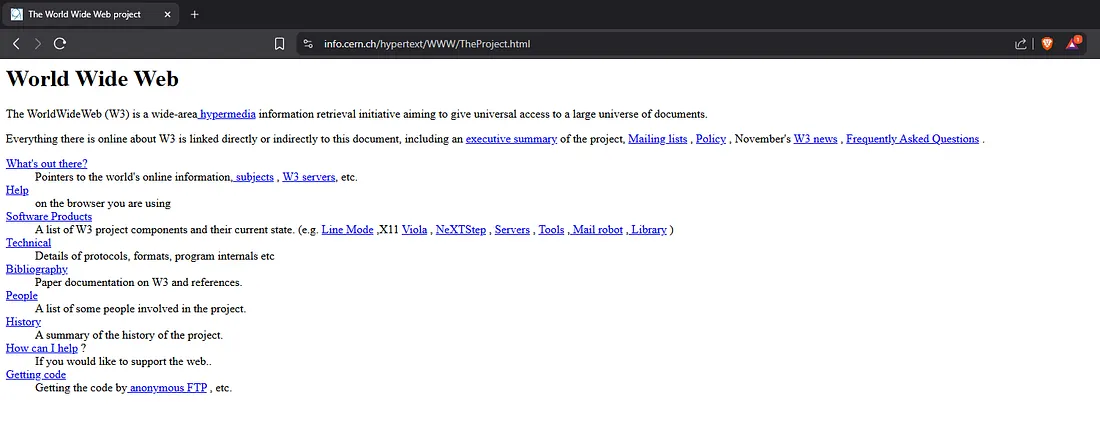 The World Wide Web project
info.cern.ch/hypertext/WWW/TheProject.html
World Wide Web
The WorldWideWeb (W3) is a wide-area hypermedia information retrieval initiative aiming to give universal access to a large universe of documents.
Everything there is online about W3 is linked directly or indirectly to this document, including an executive summary of the project, Mailing lists , Policy , November's W3 news , Frequently Asked Questions .
What's out there?
Pointers to the world's online information, subjects , W3 servers, etc.
Help
on the browser you are using
Software Products
A list of W3 project components and their current state. (e.g. Line Mode ,X11 Viola , NeXTStep , Servers , Tools , Mail robot , Library )
Technical
Details of protocols, formats, program internals etc
Bibliography
Paper documentation on W3 and references.
People
A list of some people involved in the project.
History
A summary of the history of the project.
How can I help ?
If you would like to support the web..
Getting code
Getting the code by anonymous FTP , etc.